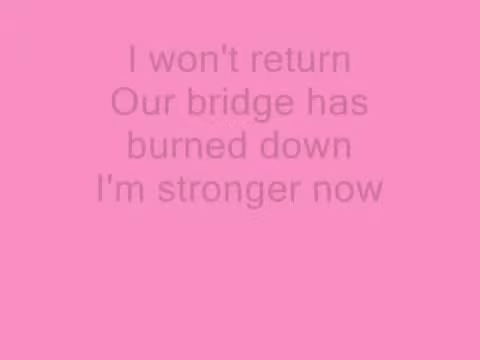 I won't return
Our bridge has
burned down
I'm stronger now